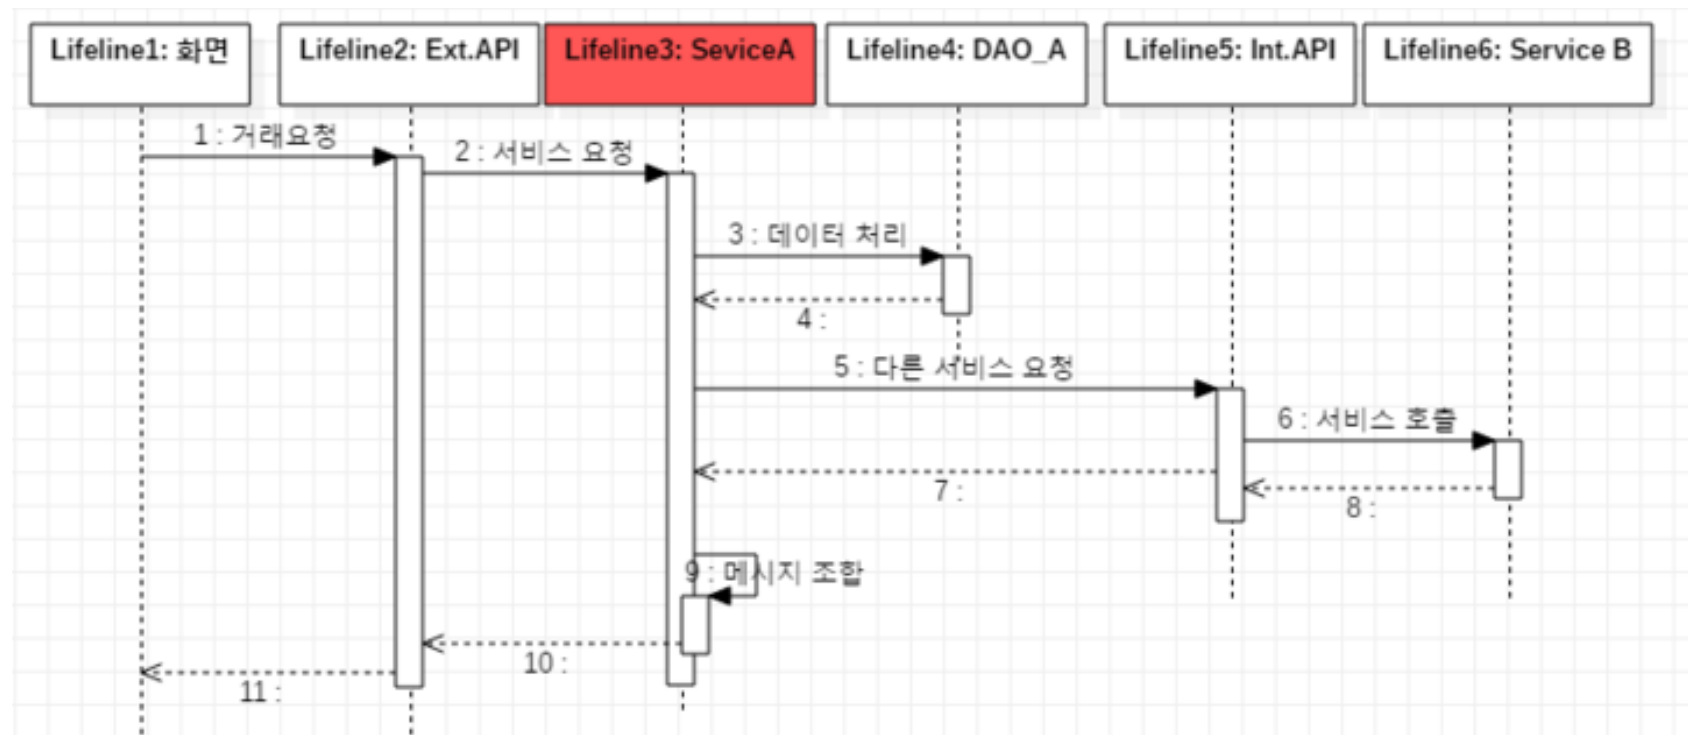 Lifeline1: 화면
Lifeline2: Ext.API
Lifeline3: SeviceA
Lifeline4: DAO_A
Lifeline5: Int.API
Lifeline6: Service B
1 : 거래요청
2 : 서비스 요청
3 : 데이터 처리
4 :
5 : 다른 서비스 요청
6 : 서비스 호출
7 :
8 :
9 : 메시지 조합
10 :
11 :